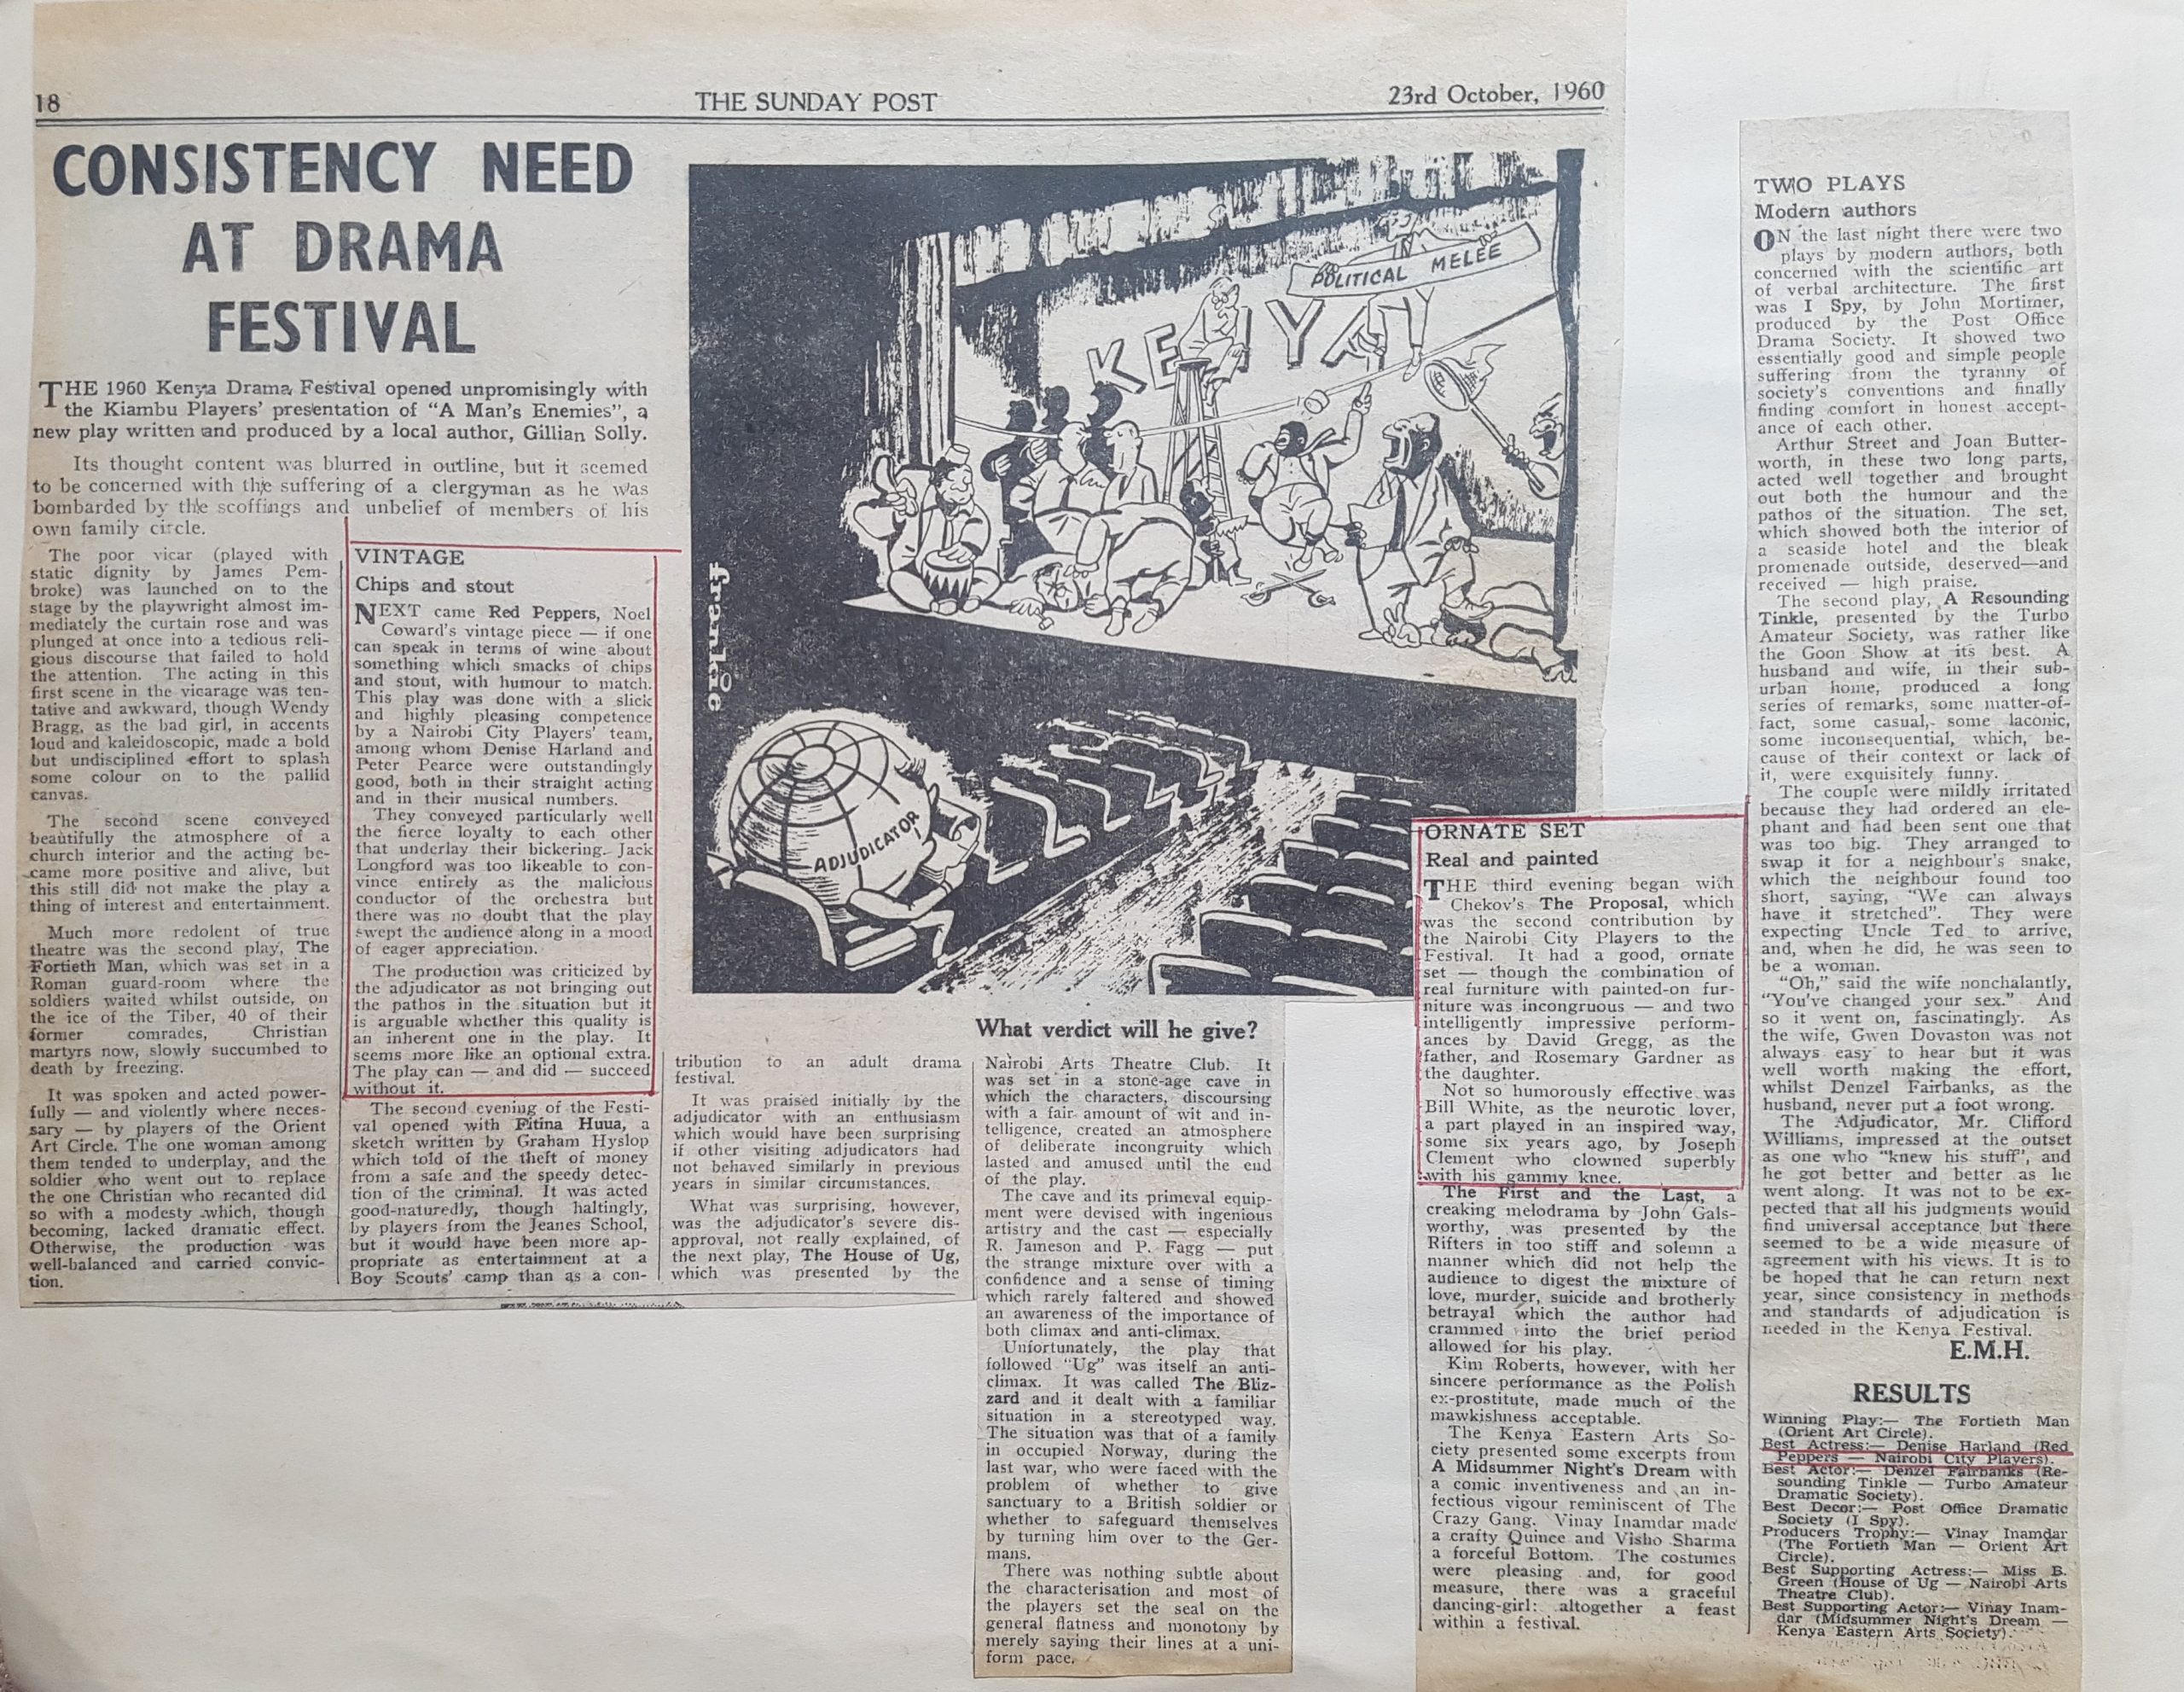 18
THE SUNDAY POST
23rd October, 1960
CONSISTENCY NEED
AT DRAMA
FESTIVAL
THE 1960 Kenya Drama Festival opened unpromisingly with
the Kiambu Players' presentation of "A Man's Enemies", a
new play written and produced by a local author, Gillian Solly.
Its thought content was blurred in outline, but it seemed
to be concerned with the suffering of a clergyman as he was
bombarded by the scoffings and unbelief of members of his
own family circle.
The poor vicar (played with
static dignity by James Pem-
broke) was launched on to the
stage by the playwright almost im-
mediately the curtain rose and was
plunged at once into a tedious reli-
gious discourse that failed to hold
the attention. The acting in this
first scene in the vicarage was ten-
tative and awkward, though Wendy
Bragg, as the bad girl, in accents
loud and kaleidoscopic, made a bold
but undisciplined effort to splash
some colour on to the pallid
canvas.
The second scene conveyed
beautifully the atmosphere of a
church interior and the acting be-
came more positive and alive, but
this still did not make the play a
thing of interest and entertainment.
Much more redolent of true
theatre was the second play, The
Fortieth Man, which was set in a
Roman guard-room where the
soldiers waited whilst outside, on
the ice of the Tiber, 40 of their
former comrades, Christian
martyrs now, slowly succumbed to
death by freezing.
It was spoken and acted power-
fully — and violently where neces-
sary — by players of the Orient
Art Circle. The one woman among
them tended to underplay, and the
soldier who went out to replace
the one Christian who recanted did
so with a modesty which, though
becoming, lacked dramatic effect.
Otherwise, the production was
well-balanced and carried convic-
tion.
VINTAGE
Chips and stout
NEXT came Red Peppers, Noel
Coward's vintage piece — if one
can speak in terms of wine about
something which smacks of chips
and stout, with humour to match.
This play was done with a slick
and highly pleasing competence
by a Nairobi City Players' team,
among whom Denise Harland and
Peter Pearce were outstandingly
good, both in their straight acting
and in their musical numbers.
They conveyed particularly well
the fierce loyalty to each other
that underlay their bickering. Jack
Longford was too likeable to con-
vince entirely as the malicious
conductor of the orchestra but
there was no doubt that the play
swept the audience along in a mood
of eager appreciation.
The production was criticized by
the adjudicator as not bringing out
the pathos in the situation but it
is arguable whether this quality is
an inherent one in the play. It
seems more like an optional extra.
The play can — and did — succeed
without it.
The second evening of the Festi-
val opened with Fitina Huua, a
sketch written by Graham Hyslop
which told of the theft of money
from a safe and the speedy detec-
tion of the criminal. It was acted
good-naturedly, though haltingly,
by players from the Jeanes School,
but it would have been more ap-
propriate as entertainment at a
Boy Scouts' camp than as a con-
POLITICAL MELEE
KENYA
frankie
ADJUDICATOR
What verdict will he give?
tribution to an adult drama
festival.
It was praised initially by the
adjudicator with an enthusiasm
which would have been surprising
if other visiting adjudicators had
not behaved similarly in previous
years in similar circumstances.
What was surprising, however,
was the adjudicator's severe dis-
approval, not really explained, of
the next play, The House of Ug,
which was presented by the
Nairobi Arts Theatre Club. It
was set in a stone-age cave in
which the characters, discoursing
with a fair amount of wit and in-
telligence, created an atmosphere
of deliberate incongruity which
lasted and amused until the end
of the play.
The cave and its primeval equip-
ment were devised with ingenious
artistry and the cast — especially
R. Jameson and P. Fagg — put
the strange mixture over with a
confidence and a sense of timing
which rarely faltered and showed
an awareness of the importance of
both climax and anti-climax.
Unfortunately, the play that
followed "Ug" was itself an anti-
climax. It was called The Bliz-
zard and it dealt with a familiar
situation in a stereotyped way.
The situation was that of a family
in occupied Norway, during the
last war, who were faced with the
problem of whether to give
sanctuary to a British soldier or
whether to safeguard themselves
by turning him over to the Ger-
mans.
There was nothing subtle about
the characterisation and most of
the players set the seal on the
general flatness and monotony by
merely saying their lines at a uni-
form pace.
ORNATE SET
Real and painted
THE third evening began with
Chekov's The Proposal, which
was the second contribution by
the Nairobi City Players to the
Festival. It had a good, ornate
set — though the combination of
real furniture with painted-on fur-
niture was incongruous — and two
intelligently impressive perform-
ances by David Gregg, as the
father, and Rosemary Gardner as
the daughter.
Not so humorously effective was
Bill White, as the neurotic lover,
a part played in an inspired way,
some six years ago, by Joseph
Clement who clowned superbly
with his gammy knee.
The First and the Last, a
creaking melodrama by John Gals-
worthy, was presented by the
Rifters in too stiff and solemn a
manner which did not help the
audience to digest the mixture of
love, murder, suicide and brotherly
betrayal which the author had
crammed into the brief period
allowed for his play.
Kim Roberts, however, with her
sincere performance as the Polish
ex-prostitute, made much of the
mawkishness acceptable.
The Kenya Eastern Arts So-
ciety presented some excerpts from
A Midsummer Night's Dream with
a comic inventiveness and an in-
fectious vigour reminiscent of The
Crazy Gang. Vinay Inamdar made
a crafty Quince and Visho Sharma
a forceful Bottom. The costumes
were pleasing and, for good
measure, there was a graceful
dancing-girl: altogether a feast
within a festival.
TWO PLAYS
Modern authors
ON the last night there were two
plays by modern authors, both
concerned with the scientific art
of verbal architecture. The first
was I Spy, by John Mortimer,
produced by the Post Office
Drama Society. It showed two
essentially good and simple people
suffering from the tyranny of
society's conventions and finally
finding comfort in honest accept-
ance of each other.
Arthur Street and Joan Butter-
worth, in these two long parts,
acted well together and brought
out both the humour and the
pathos of the situation. The set,
which showed both the interior of
a seaside hotel and the bleak
promenade outside, deserved—and
received — high praise.
The second play, A Resounding
Tinkle, presented by the Turbo
Amateur Society, was rather like
the Goon Show at its best. A
husband and wife, in their sub-
urban home, produced a long
series of remarks, some matter-of-
fact, some casual, some laconic,
some inconsequential, which, be-
cause of their context or lack of
it, were exquisitely funny.
The couple were mildly irritated
because they had ordered an ele-
phant and had been sent one that
was too big. They arranged to
swap it for a neighbour's snake,
which the neighbour found too
short, saying, "We can always
have it stretched". They were
expecting Uncle Ted to arrive,
and, when he did, he was seen to
be a woman.
"Oh," said the wife nonchalantly,
"You've changed your sex." And
so it went on, fascinatingly. As
the wife, Gwen Dovaston was not
always easy to hear but it was
well worth making the effort,
whilst Denzel Fairbanks, as the
husband, never put a foot wrong.
The Adjudicator, Mr. Clifford
Williams, impressed at the outset
as one who "knew his stuff", and
he got better and better as he
went along. It was not to be ex-
pected that all his judgments would
find universal acceptance but there
seemed to be a wide measure of
agreement with his views. It is to
be hoped that he can return next
year, since consistency in methods
and standards of adjudication is
needed in the Kenya Festival.
E.M.H.
RESULTS
Winning Play:— The Fortieth Man
(Orient Art Circle).
Best Actress:— Denise Harland (Red
Peppers — Nairobi City Players).
Best Actor:— Denzel Fairbanks (Re-
sounding Tinkle — Turbo Amateur
Dramatic Society).
Best Decor:— Post Office Dramatic
Society (I Spy).
Producers Trophy:— Vinay Inamdar
(The Fortieth Man — Orient Art
Circle).
Best Supporting Actress:— Miss B.
Green (House of Ug — Nairobi Arts
Theatre Club).
Best Supporting Actor:— Vinay Inam-
dar (Midsummer Night's Dream —
Kenya Eastern Arts Society).